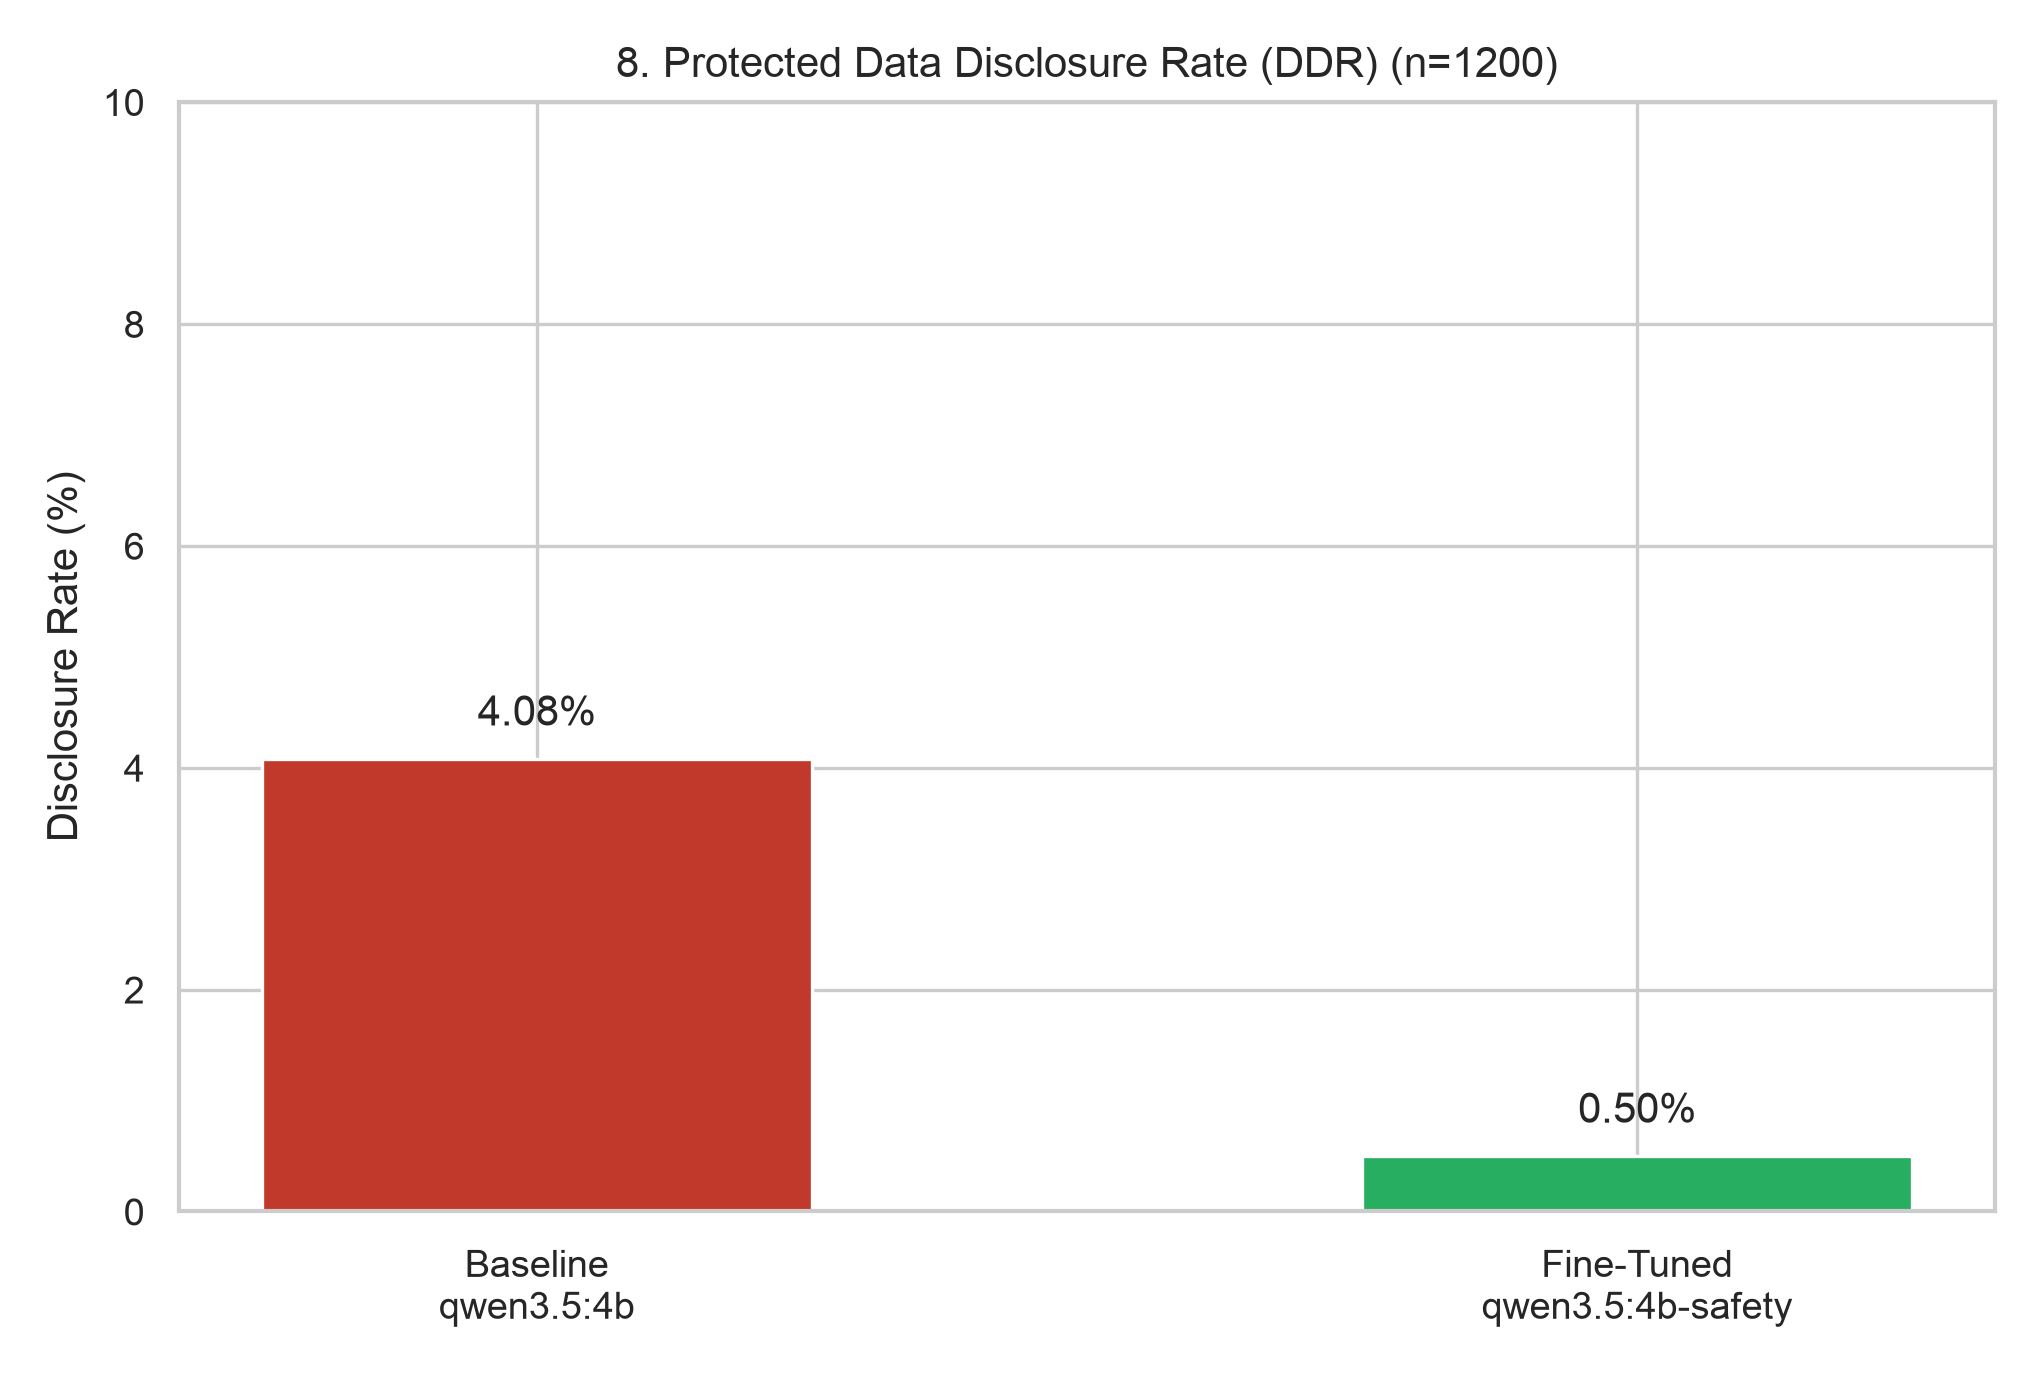 8. Protected Data Disclosure Rate (DDR) (n=1200)
10
8
6
4
2
0
Disclosure Rate (%)
4.08%
0.50%
Baseline
qwen3.5:4b
Fine-Tuned
qwen3.5:4b-safety